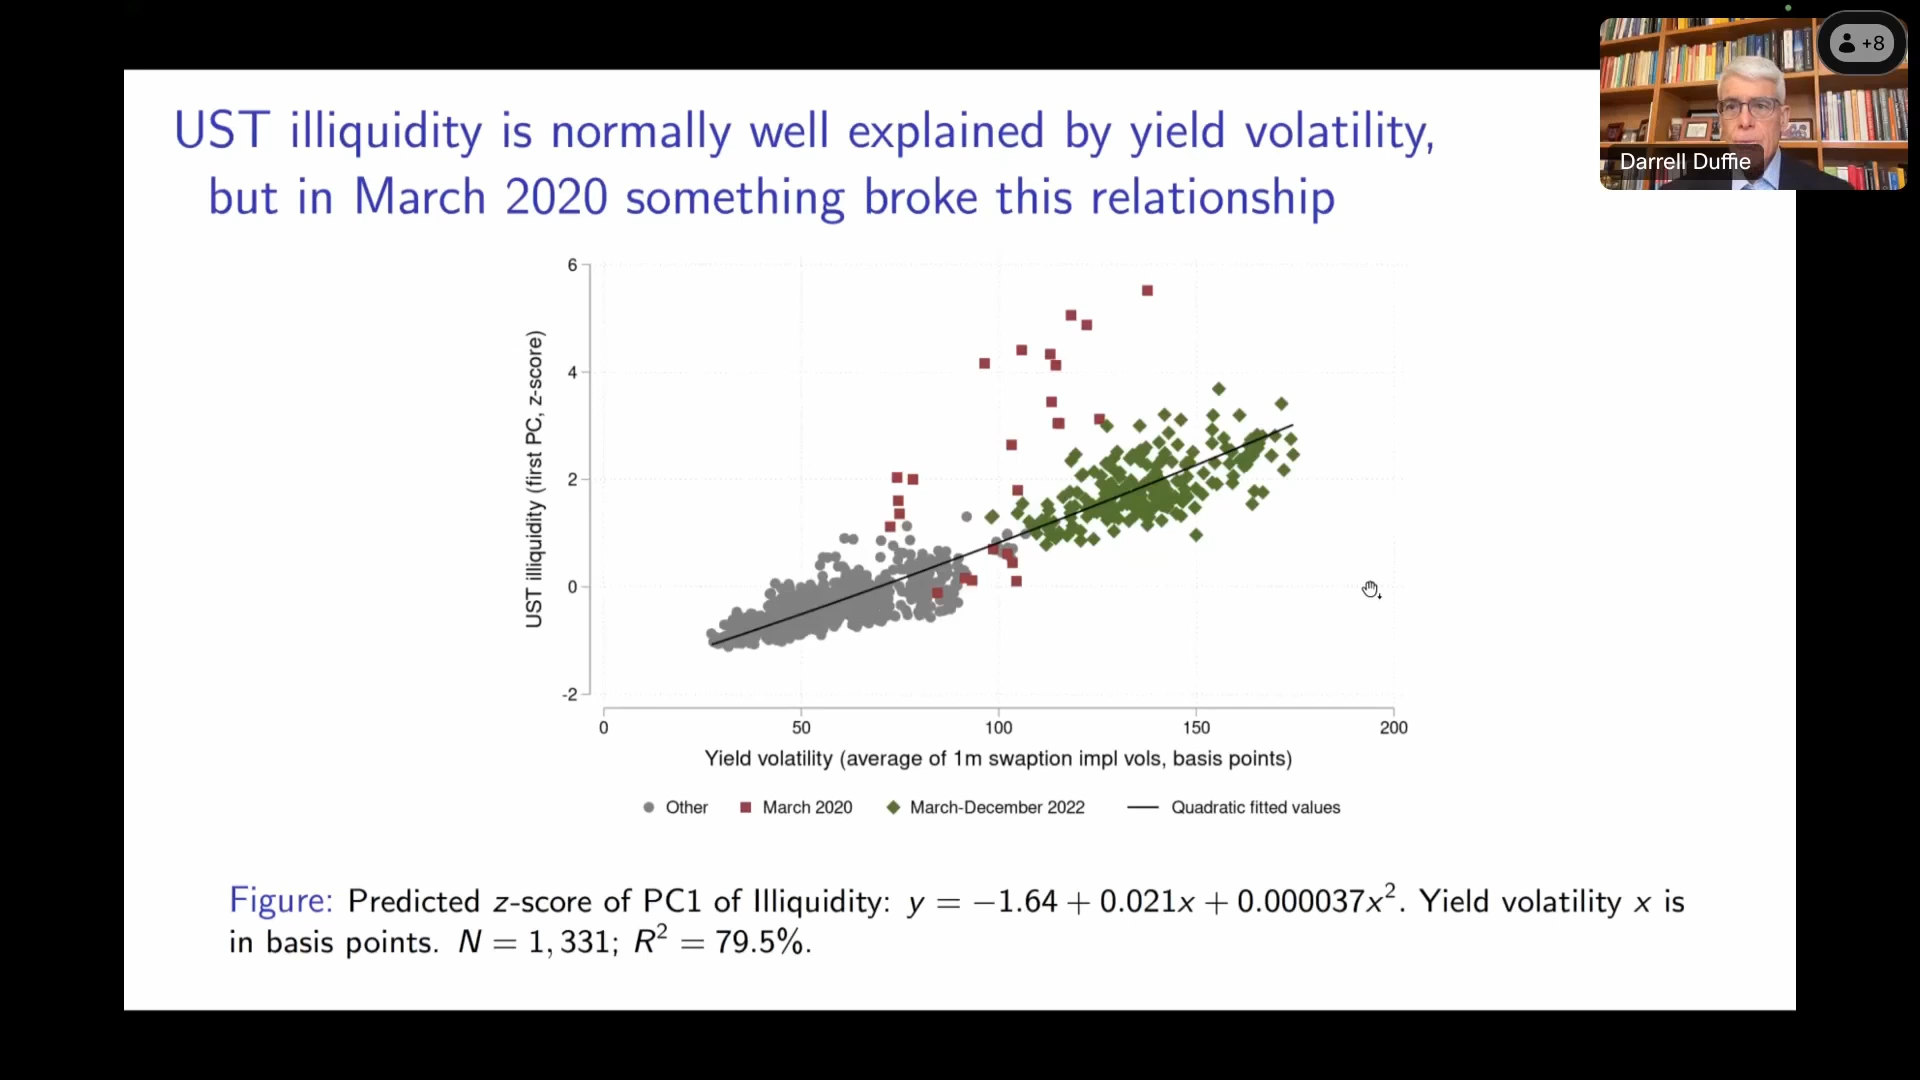 +8
Darrell Duffie
UST illiquidity is normally well explained by yield volatility,
but in March 2020 something broke this relationship
UST illiquidity (first PC, z-score)
6
4
2
0
-2
0
50
100
150
200
Yield volatility (average of 1m swaption impl vols, basis points)
Other
March 2020
March-December 2022
Quadratic fitted values
Figure: Predicted z-score of PC1 of Illiquidity: y = −1.64 + 0.021x + 0.000037x². Yield volatility x is
in basis points. N = 1, 331; R² = 79.5%.